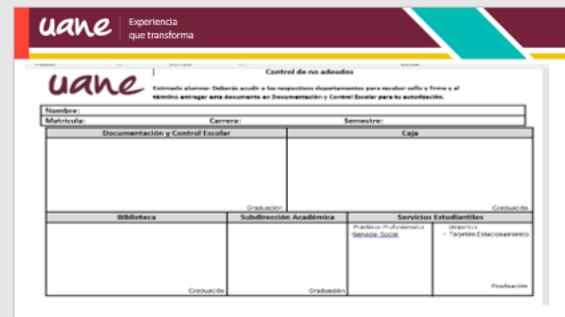 uane Experiencia
que transforma
uane
Control de no adeudos
Estimado alumno: Deberás acudir a los respectivos departamentos para recabar sello y firma y al
término entregar este documento en Documentación y Control Escolar para tu autorización.
Nombre:
Matrícula: Carrera: Semestre:
Documentación y Control Escolar Caja
Graduación Graduación
Biblioteca Subdirección Académica Servicios Estudiantiles
Prácticas Profesionales Deportes
-Servicio Social - Tarjetón Estacionamiento
Graduación Graduación Graduación